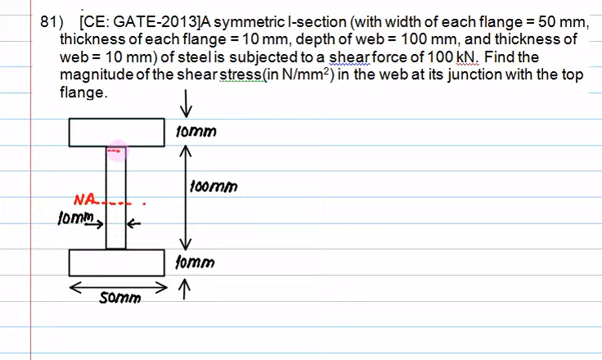 81) [CE: GATE-2013]A symmetric I-section (with width of each flange = 50 mm,
thickness of each flange = 10 mm, depth of web = 100 mm, and thickness of
web = 10 mm) of steel is subjected to a shear force of 100 kN. Find the
magnitude of the shear stress(in N/mm²) in the web at its junction with the top
flange.
10mm
100mm
NA
10mm
10mm
50mm